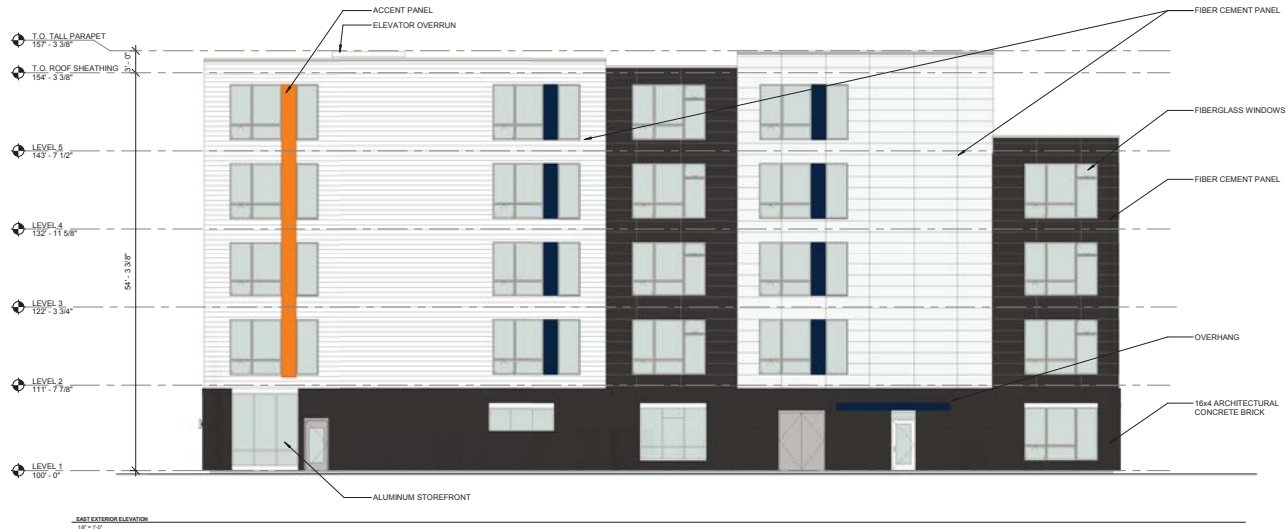 ACCENT PANEL
ELEVATOR OVERRUN
FIBER CEMENT PANEL
T.O. TALL PARAPET
157' - 3 3/8"
3' - 0"
T.O. ROOF SHEATHING
154' - 3 3/8"
FIBERGLASS WINDOWS
LEVEL 5
143' - 7 1/2"
FIBER CEMENT PANEL
LEVEL 4
132' - 11 5/8"
54' - 3 3/8"
LEVEL 3
122' - 3 3/4"
OVERHANG
LEVEL 2
111' - 7 7/8"
16x4 ARCHITECTURAL
CONCRETE BRICK
LEVEL 1
100' - 0"
ALUMINUM STOREFRONT
EAST EXTERIOR ELEVATION
1/8" = 1'-0"